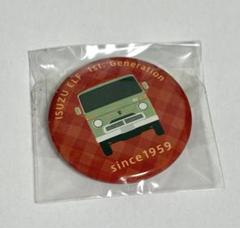 ISUZU ELF 1st. Generation
since1959